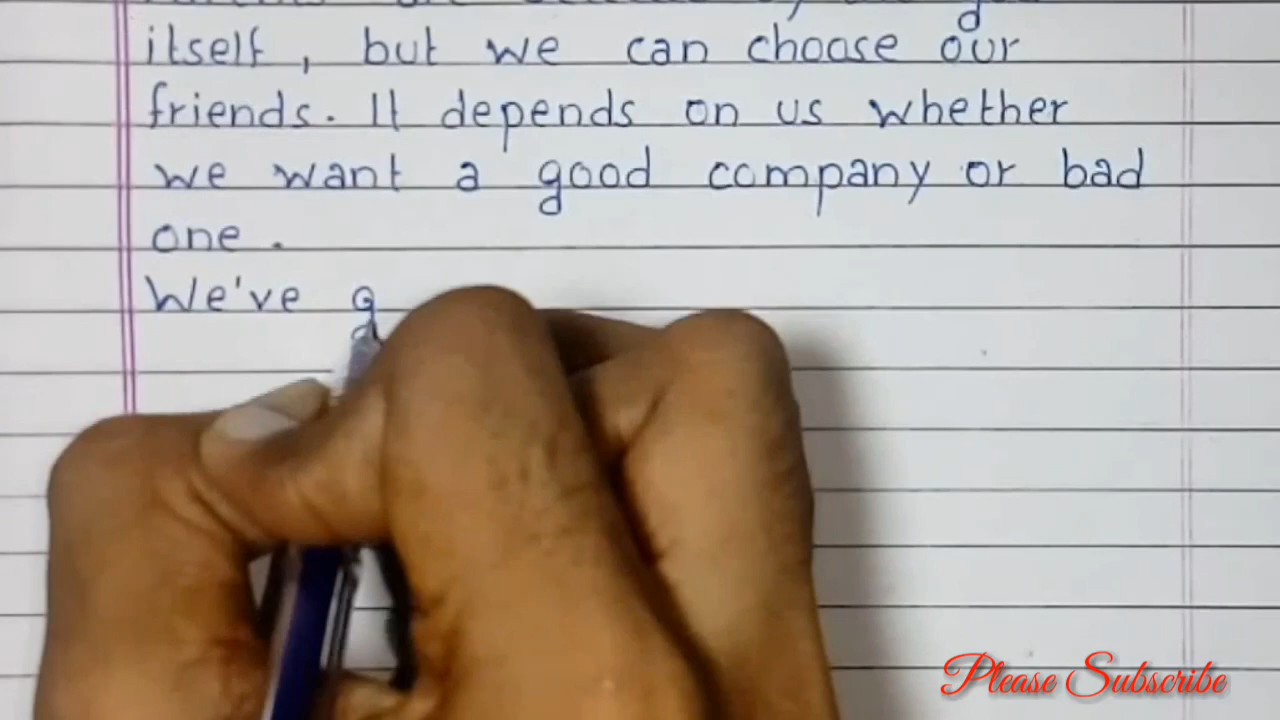 itself, but we can choose our
friends. It depends on us whether
we want a good company or bad
one.
We've g
Please Subscribe